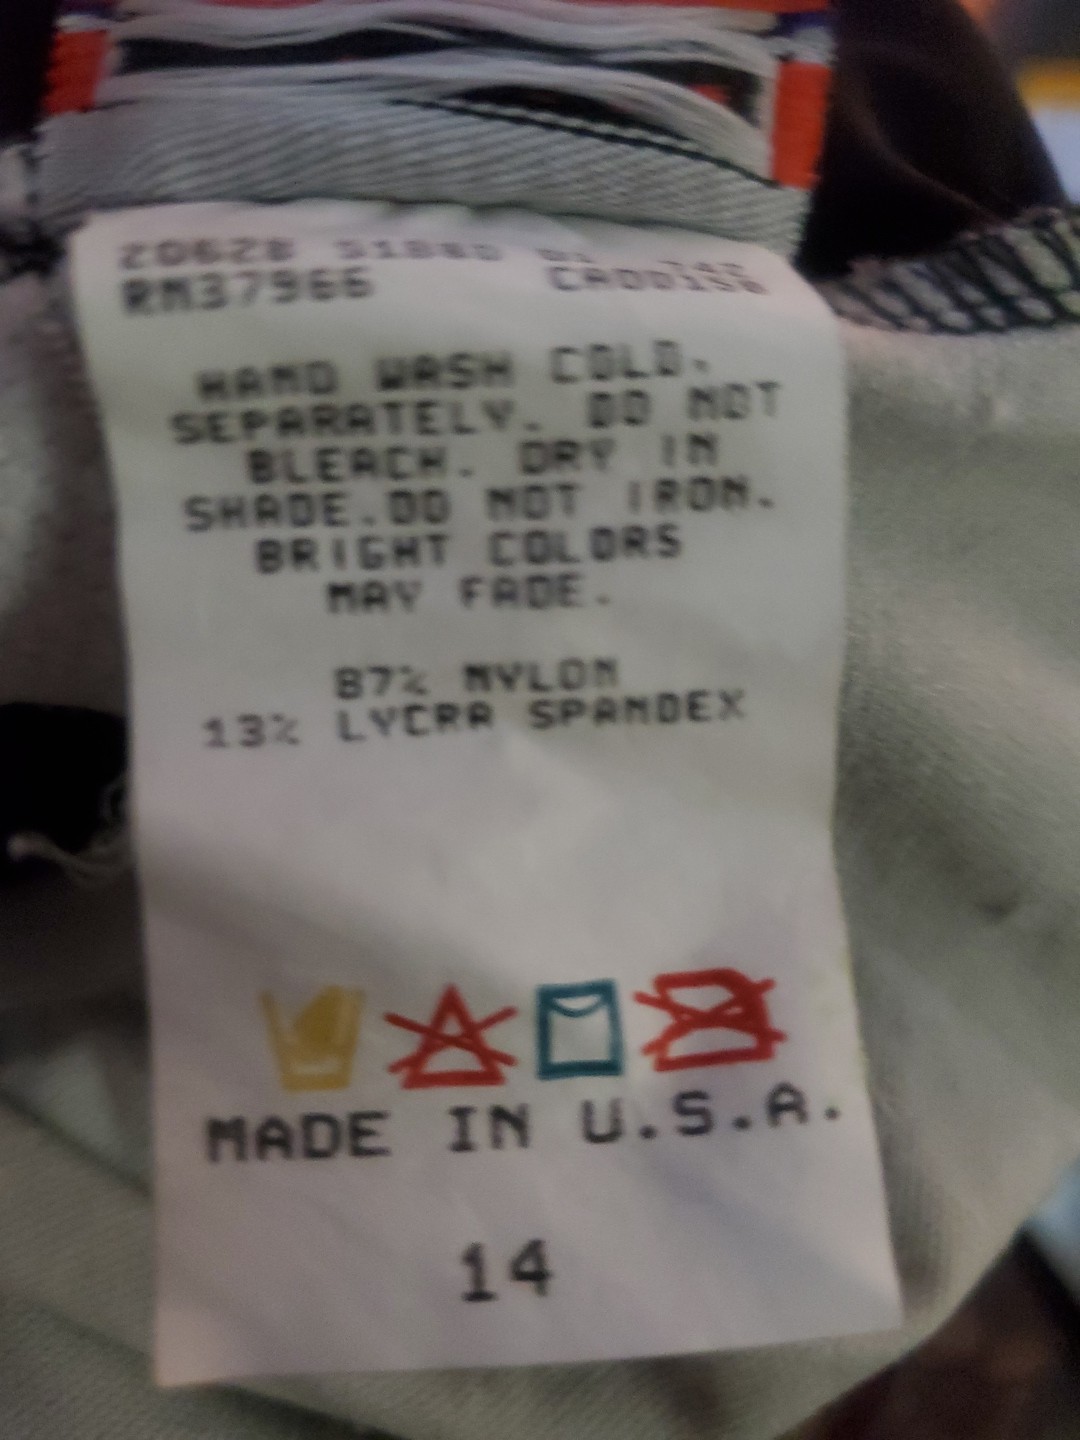 20628
RM37966
HAND WASH COLD.
SEPARATELY. DO NOT
BLEACH. DRY IN
SHADE.DO NOT IRON.
BRIGHT COLORS
MAY FADE.
87% NYLON
13% LYCRA SPANDEX
MADE IN U.S.A.
14